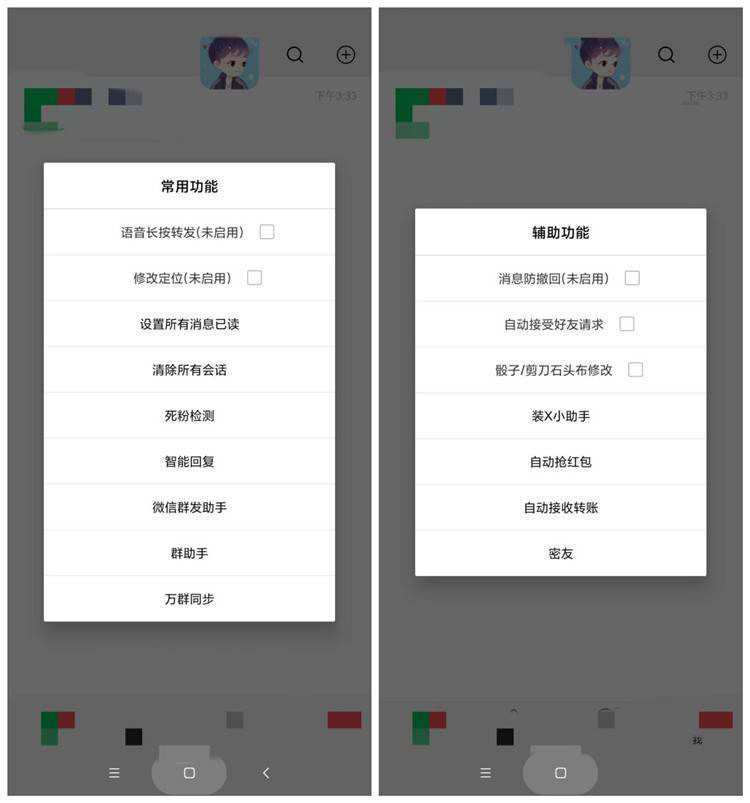 下午3:33
常用功能
语音长按转发(未启用)
修改定位(未启用)
设置所有消息已读
清除所有会话
死粉检测
智能回复
微信群发助手
群助手
万群同步
下午3:33
辅助功能
消息防撤回(未启用)
自动接受好友请求
骰子/剪刀石头布修改
装X小助手
自动抢红包
自动接收转账
密友
我